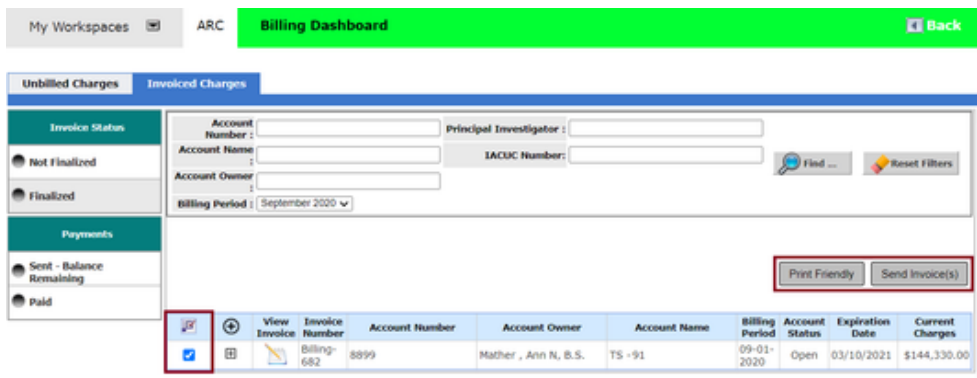 My Workspaces ARC Billing Dashboard Back
Unbilled Charges Invoiced Charges
Invoice Status
Not Finalized
Finalized
Payments
Sent - Balance
Remaining
Paid
Account
Number :
Principal Investigator :
Account Name
:
IACUC Number:
Account Owner
:
Billing Period : September 2020
Find ... Reset Filters
Print Friendly Send Invoice(s)
View
Invoice
Invoice
Number
Account Number
Account Owner
Account Name
Billing
Period
Account
Status
Expiration
Date
Current
Charges
Billing-
682
8899
Mather , Ann N, B.S.
TS -91
09-01-
2020
Open
03/10/2021
$144,330.00